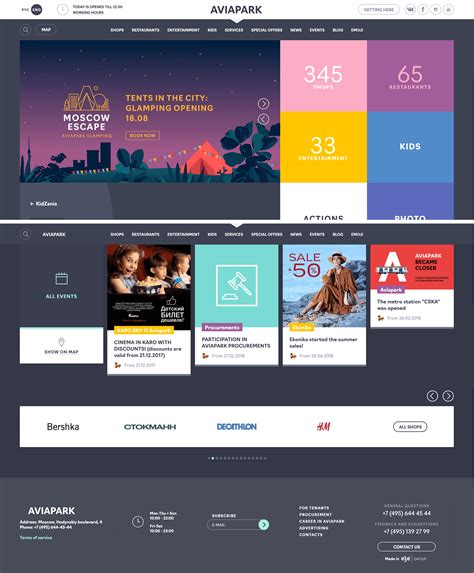 РУС ENG
TODAY IS OPENED TILL 22:00
WORKING HOURS
AVIAPARK
GETTING HERE
MAP
SHOPS RESTAURANTS ENTERTAINMENT KIDS SERVICES SPECIAL OFFERS NEWS EVENTS BLOG EMOJI
MOSCOW
ESCAPE
AVIAPARK GLAMPING
TENTS IN THE CITY:
GLAMPING OPENING
18.08
BOOK NOW
345
SHOPS
65
RESTAURANTS
33
ENTERTAINMENT
KIDS
KidZania
ACTIONS
PHOTO
AVIAPARK
SHOPS RESTAURANTS ENTERTAINMENT KIDS SERVICES SPECIAL OFFERS NEWS EVENTS BLOG EMOJI
ALL EVENTS
SHOW ON MAP
Детский
БИЛЕТ
дешевле!
KARO SKY 17 Aviapark
CINEMA IN KARO WITH
DISCOUNTS! (discounts
are valid from 21.12.2017)
From 21.12.2017
Procurements
PARTICIPATION IN
AVIAPARK PROCUREMENTS
From 27.02.2018
SALE
-50%
Ekonika
Ekonika started the summer
sales!
From 28.06.2018
AVIAPARK
BECAME
CLOSER
Aviapark
The metro station "CSKA"
was opened
From 26.02.2018
Bershka
СТОКМАНН
DECATHLON
H&M
ALL SHOPS
AVIAPARK
Address: Moscow, Hodynskiy boulevard, 4
Phone: +7 (495) 644-45-44
Terms of service
Mon-Thu + Sun
10:00 - 22:00
Fri-Sat
10:00 - 23:00
SUBSCRIBE
E-MAIL
FOR TENANTS
PROCUREMENT
CAREER IN AVIAPARK
ADVERTISING
CONTACTS
GENERAL QUESTIONS
+7 (495) 644 45 44
FEEDBACK AND SUGGESTIONS
+7 (495) 139 27 99
Made in eye GROUP